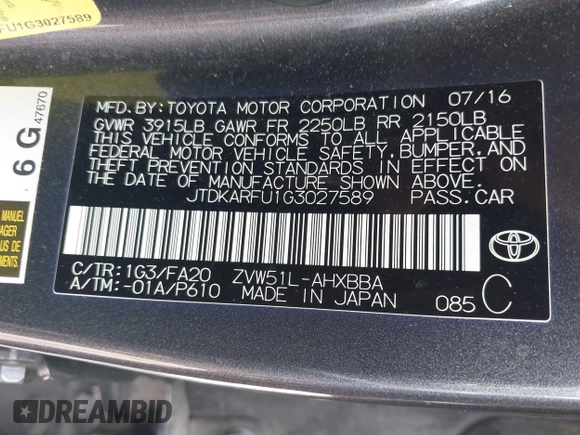 FU1G3027589
6 G 47670
MANUEL
DE
MFD.BY:TOYOTA MOTOR CORPORATION 07/16
GVWR 3915LB GAWR FR 2250LB RR 2150LB
THIS VEHICLE CONFORMS TO ALL APPLICABLE
FEDERAL MOTOR VEHICLE SAFETY,BUMPER,AND
THEFT PREVENTION STANDARDS IN EFFECT ON
THE DATE OF MANUFACTURE SHOWN ABOVE.
JTDKARFU1G3027589 PASS.CAR
C/TR:1G3/FA20 ZVW51L-AHXBBA
A/TM:-01A/P610 MADE IN JAPAN 085 C
DREAMBID